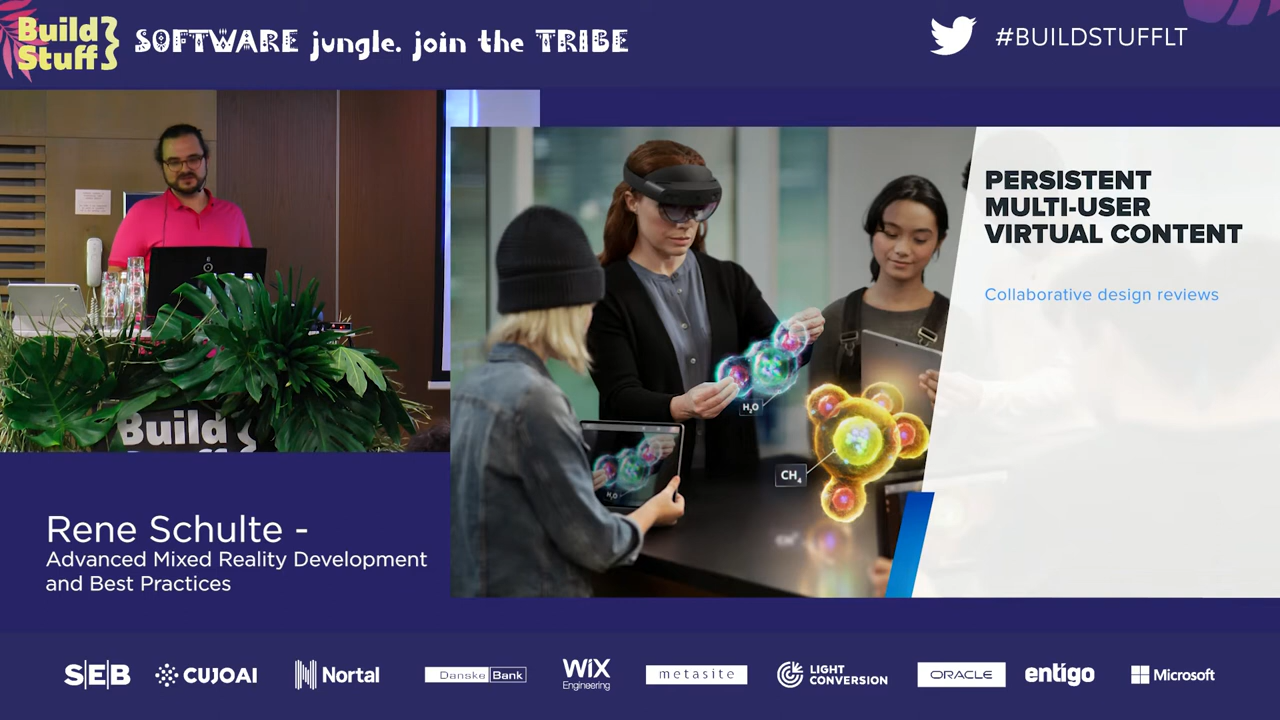 Build
Stuff
SOFTWARE jungle. join the TRIBE
#BUILDSTUFFLT
PERSISTENT
MULTI-USER
VIRTUAL CONTENT
Collaborative design reviews
H₂O
CH₄
H₂O
Build
Rene Schulte -
Advanced Mixed Reality Development
and Best Practices
S|E|B
CUJOAI
Nortal
Danske Bank
WiX
Engineering
metasite
LIGHT
CONVERSION
ORACLE
entigo
Microsoft